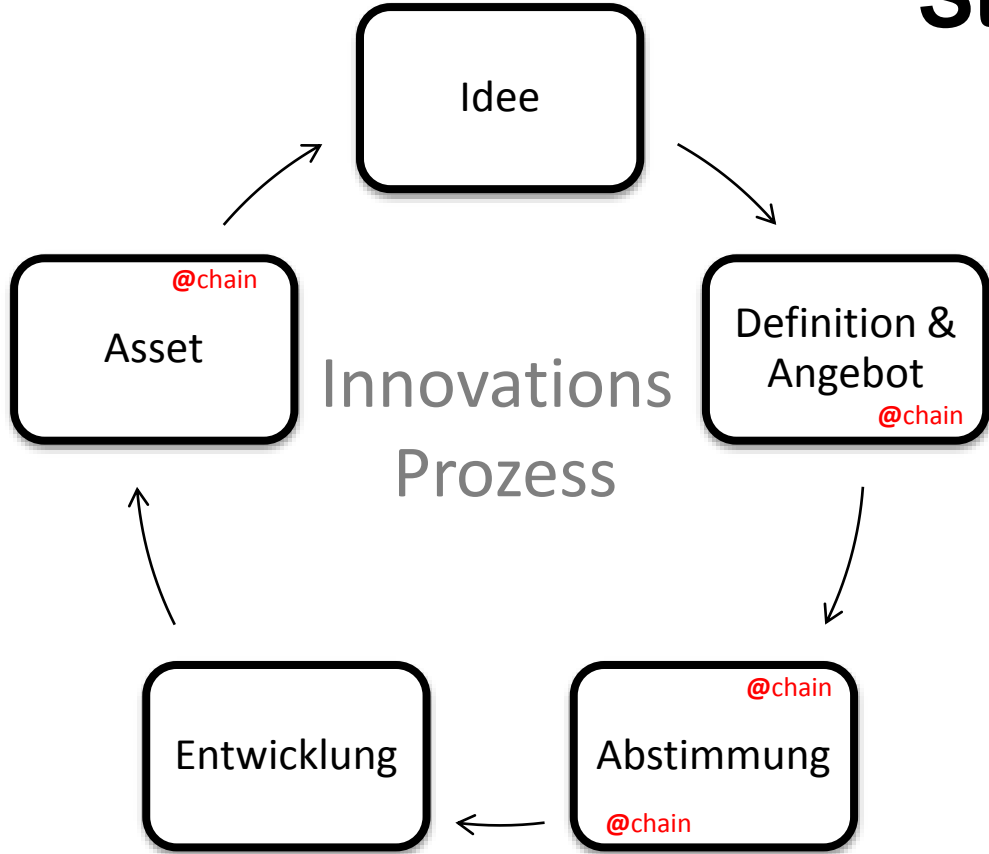 Idee
@chain
Asset
Definition &
Angebot
@chain
Innovations
Prozess
Entwicklung
@chain
Abstimmung
@chain